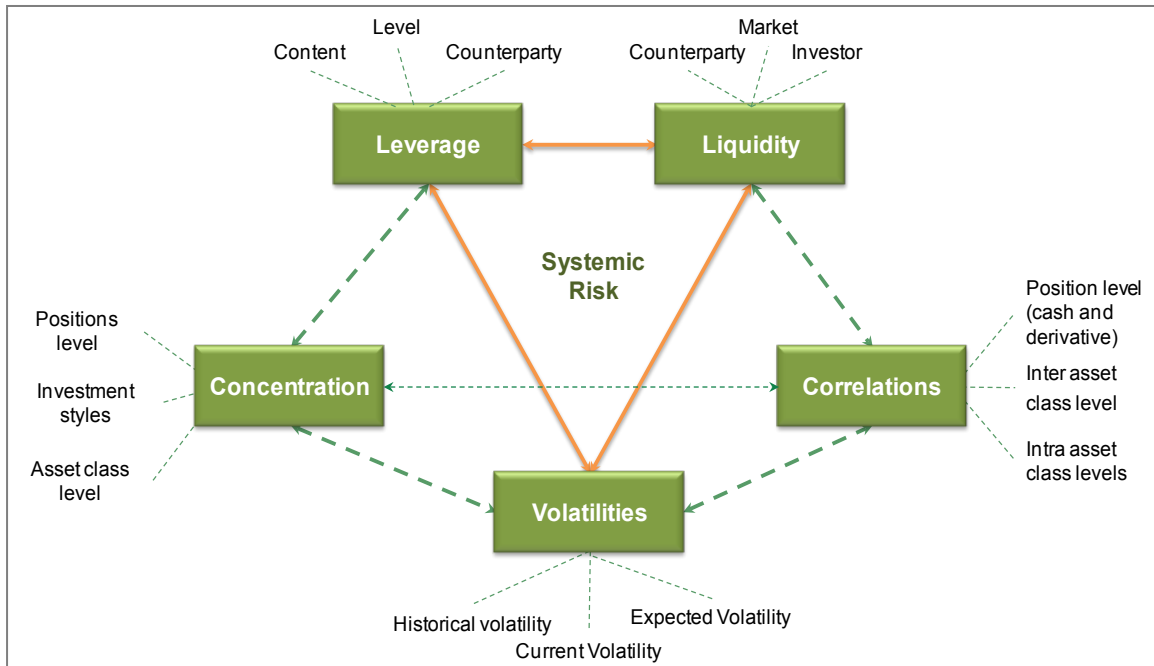 Level
Content
Counterparty
Market
Counterparty
Investor
Leverage
Liquidity
Systemic
Risk
Positions
level
Investment
styles
Asset class
level
Concentration
Correlations
Position level
(cash and
derivative)
Inter asset
class level
Intra asset
class levels
Volatilities
Historical volatility
Current Volatility
Expected Volatility